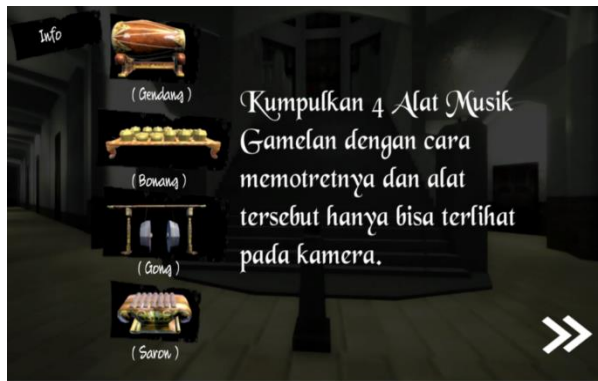 Info
( Gendang )
( Bonang )
( Gong )
( Saron )
Kumpulkan 4 Alat Musik
Gamelan dengan cara
memotretnya dan alat
tersebut hanya bisa terlihat
pada kamera.